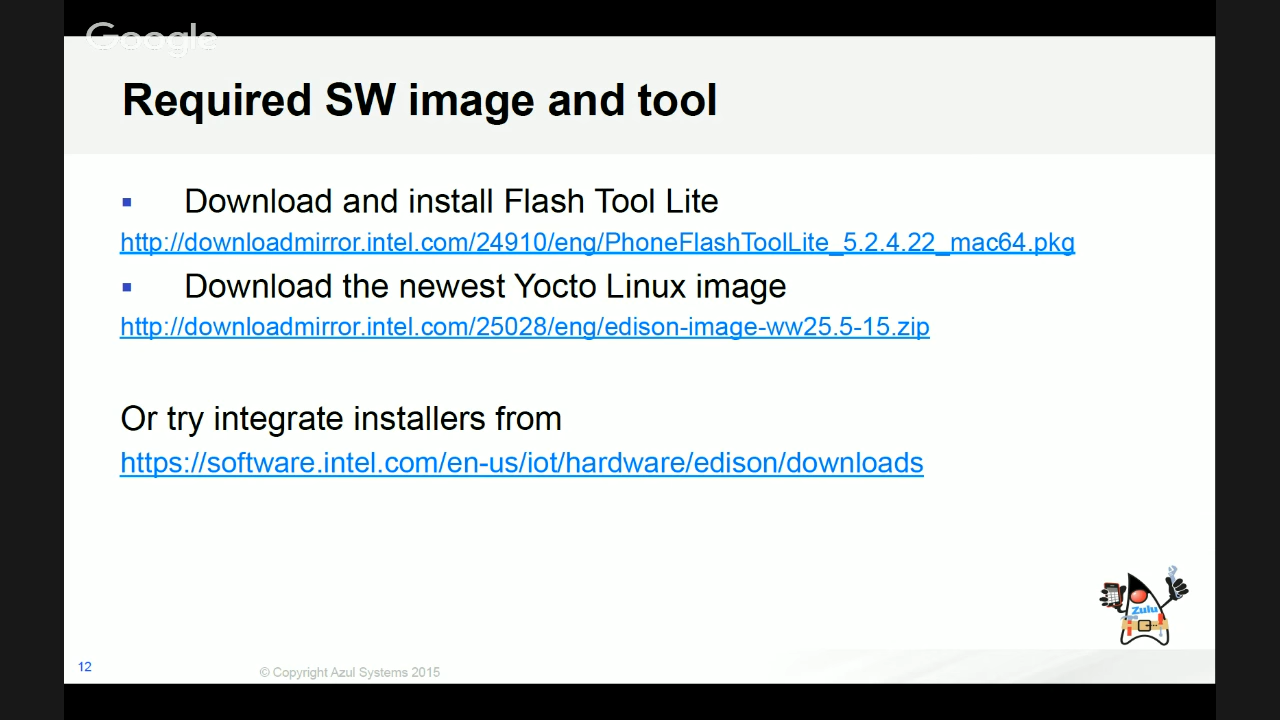 Google
Required SW image and tool
▪ Download and install Flash Tool Lite
http://downloadmirror.intel.com/24910/eng/PhoneFlashToolLite_5.2.4.22_mac64.pkg
▪ Download the newest Yocto Linux image
http://downloadmirror.intel.com/25028/eng/edison-image-ww25.5-15.zip
Or try integrate installers from
https://software.intel.com/en-us/iot/hardware/edison/downloads
Zulu
12
© Copyright Azul Systems 2015